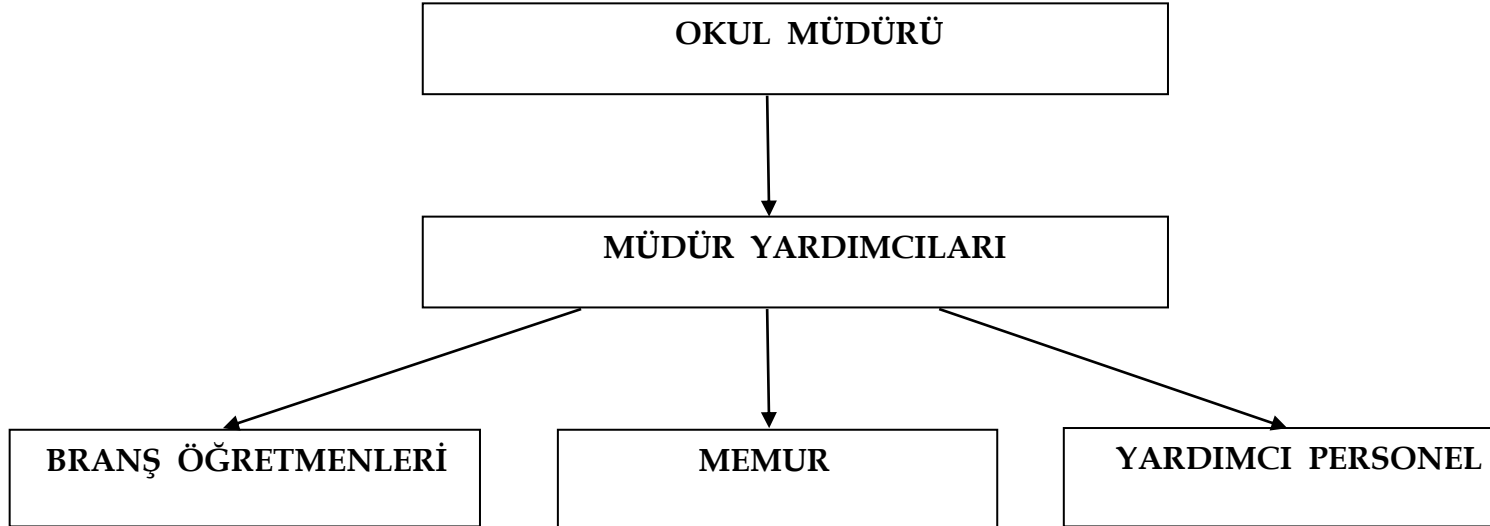 OKUL MÜDÜRÜ
MÜDÜR YARDIMCILARI
BRANŞ ÖĞRETMENLERİ
MEMUR
YARDIMCI PERSONEL